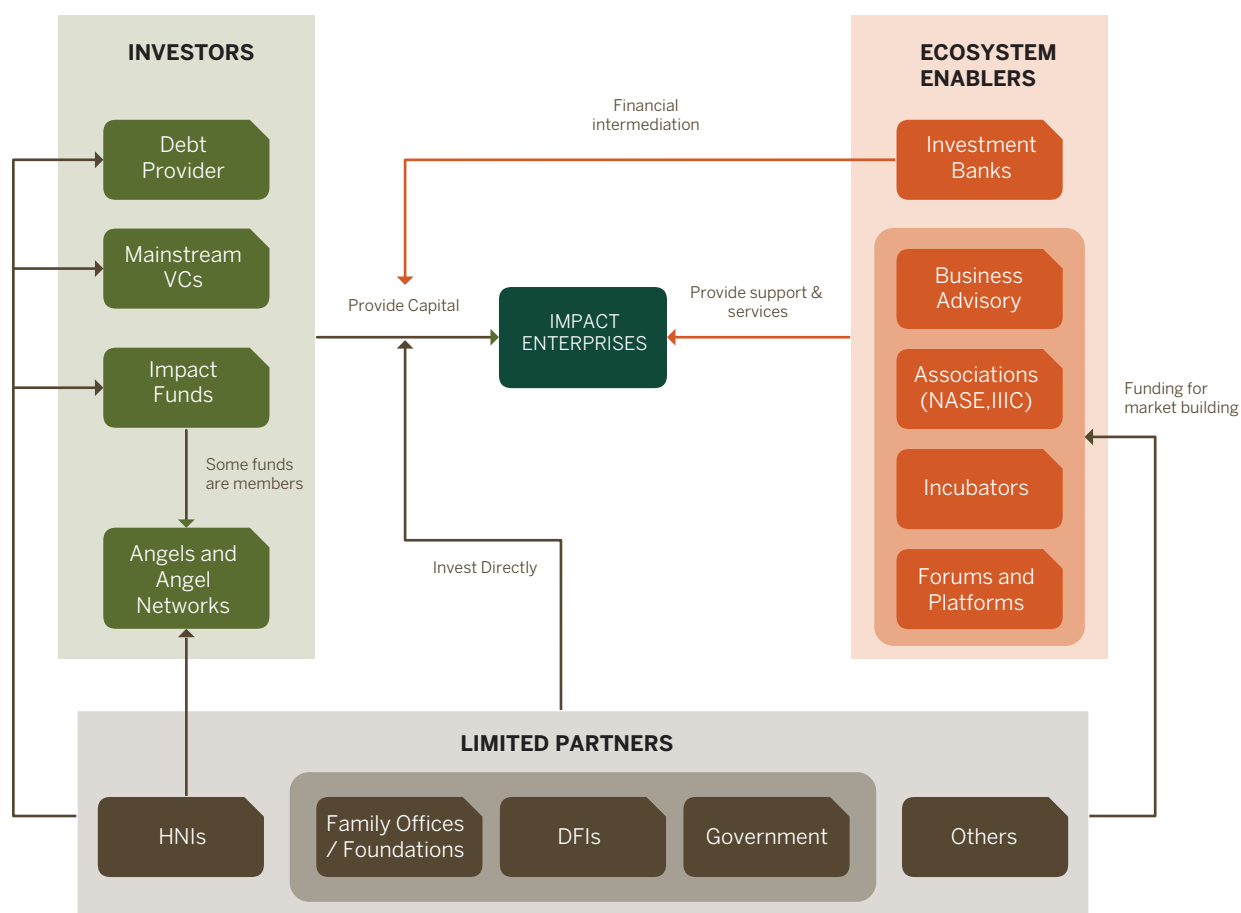 INVESTORS
Debt
Provider
Mainstream
VCs
Impact
Funds
Some funds
are members
Angels and
Angel
Networks
Financial
intermediation
Provide Capital
IMPACT
ENTERPRISES
Provide support &
services
Invest Directly
ECOSYSTEM
ENABLERS
Investment
Banks
Business
Advisory
Associations
(NASE,IIIC)
Incubators
Forums and
Platforms
Funding for
market building
LIMITED PARTNERS
HNIs
Family Offices
/ Foundations
DFIs
Government
Others